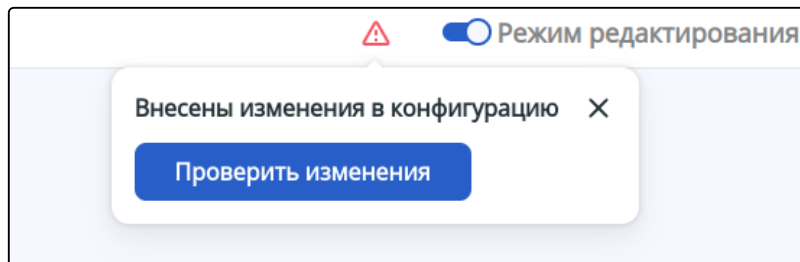 Режим редактирования
Внесены изменения в конфигурацию
Проверить изменения